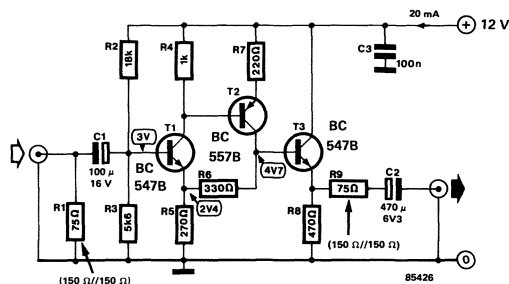 20 mA
12 V
R2
18k
R4
1k
R7
220Ω
C3
100n
T2
T1
3V
C1
100 µ
16 V
BC
547B
BC
557B
T3
BC
547B
4V7
R6
330Ω
2V4
R9
75Ω
C2
470 µ
6V3
R1
75Ω
R3
5k6
R5
270Ω
R8
470Ω
0
(150 Ω//150 Ω)
(150 Ω//150 Ω)
85426